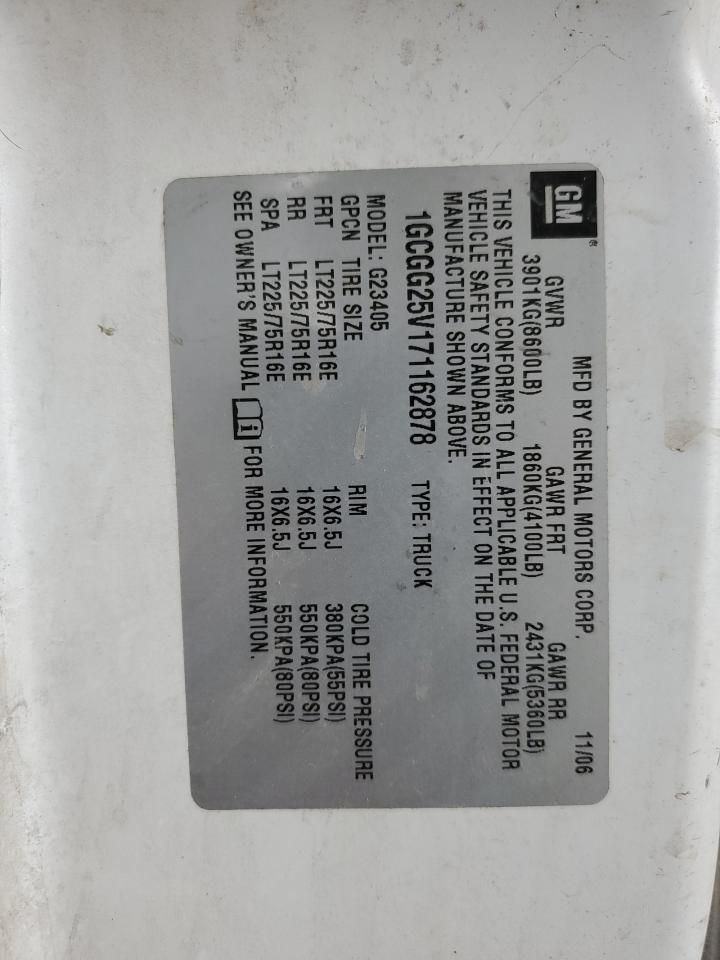 GM ® MFD BY GENERAL MOTORS CORP. 11/06
GVWR GAWR FRT GAWR RR
3901KG(8600LB) 1860KG(4100LB) 2431KG(5360LB)
THIS VEHICLE CONFORMS TO ALL APPLICABLE U.S. FEDERAL MOTOR
VEHICLE SAFETY STANDARDS IN EFFECT ON THE DATE OF
MANUFACTURE SHOWN ABOVE.
1GCGG25V171162878 TYPE: TRUCK
MODEL: G23405
GPCN TIRE SIZE RIM COLD TIRE PRESSURE
FRT LT225/75R16E 16X6.5J 380KPA(55PSI)
RR LT225/75R16E 16X6.5J 550KPA(80PSI)
SPA LT225/75R16E 16X6.5J 550KPA(80PSI)
SEE OWNER'S MANUAL i FOR MORE INFORMATION.